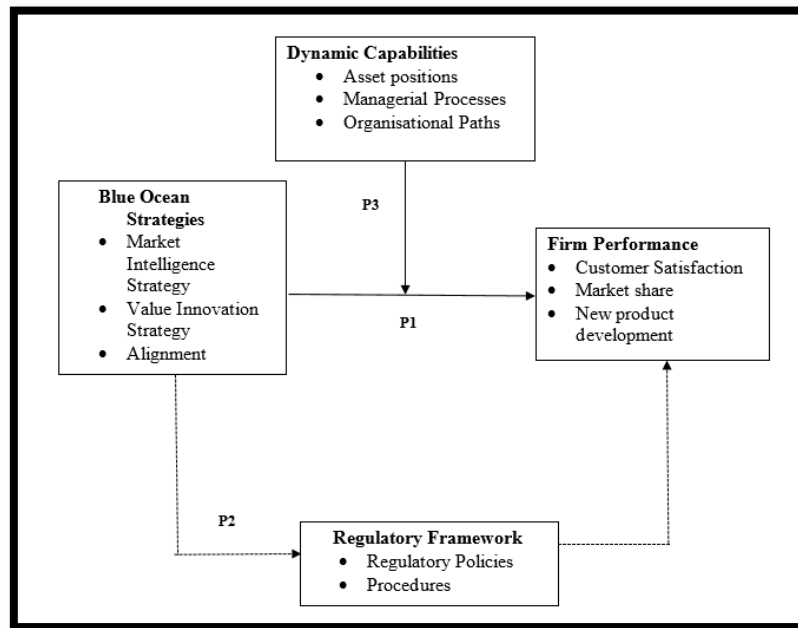 Dynamic Capabilities
• Asset positions
• Managerial Processes
• Organisational Paths
Blue Ocean
Strategies
• Market
Intelligence
Strategy
• Value Innovation
Strategy
• Alignment
P3
P1
Firm Performance
• Customer Satisfaction
• Market share
• New product
development
P2
Regulatory Framework
• Regulatory Policies
• Procedures